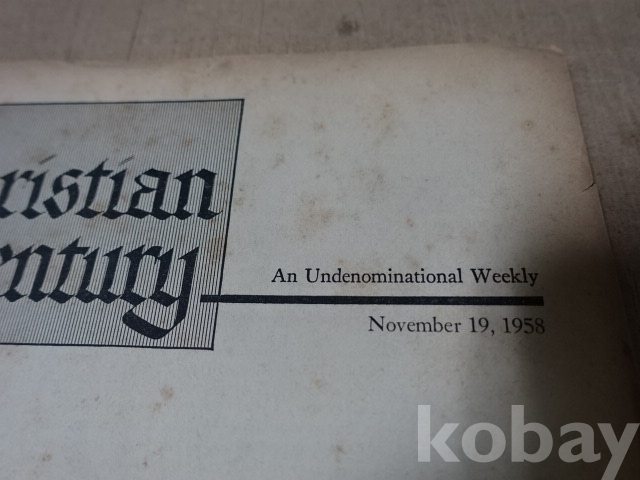 ristian
entury
An Undenominational Weekly
November 19, 1958
kobay